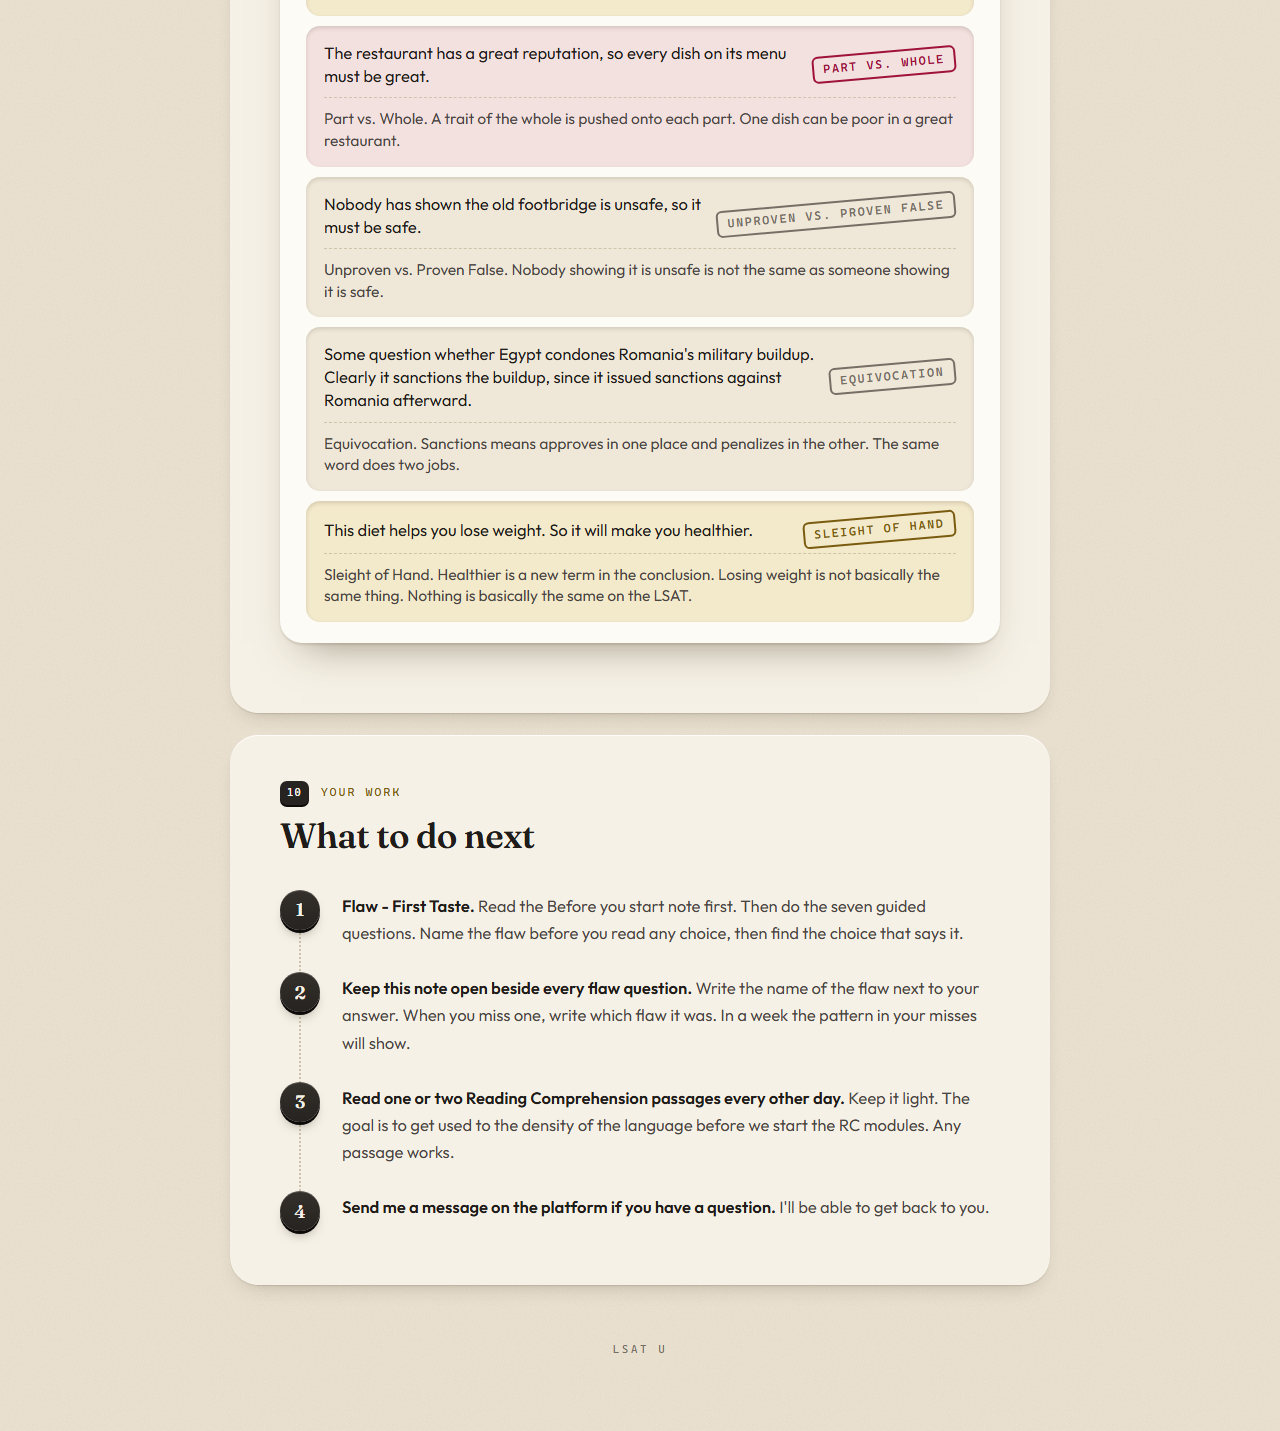 The restaurant has a great reputation, so every dish on its menu
must be great.
PART VS. WHOLE
Part vs. Whole. A trait of the whole is pushed onto each part. One dish can be poor in a great
restaurant.
Nobody has shown the old footbridge is unsafe, so it
must be safe.
UNPROVEN VS. PROVEN FALSE
Unproven vs. Proven False. Nobody showing it is unsafe is not the same as someone showing
it is safe.
Some question whether Egypt condones Romania's military buildup.
Clearly it sanctions the buildup, since it issued sanctions against
Romania afterward.
EQUIVOCATION
Equivocation. Sanctions means approves in one place and penalizes in the other. The same
word does two jobs.
This diet helps you lose weight. So it will make you healthier.
SLEIGHT OF HAND
Sleight of Hand. Healthier is a new term in the conclusion. Losing weight is not basically the
same thing. Nothing is basically the same on the LSAT.
10 YOUR WORK
What to do next
1 Flaw - First Taste. Read the Before you start note first. Then do the seven guided
questions. Name the flaw before you read any choice, then find the choice that says it.
2 Keep this note open beside every flaw question. Write the name of the flaw next to your
answer. When you miss one, write which flaw it was. In a week the pattern in your misses
will show.
3 Read one or two Reading Comprehension passages every other day. Keep it light. The
goal is to get used to the density of the language before we start the RC modules. Any
passage works.
4 Send me a message on the platform if you have a question. I'll be able to get back to you.
LSAT U